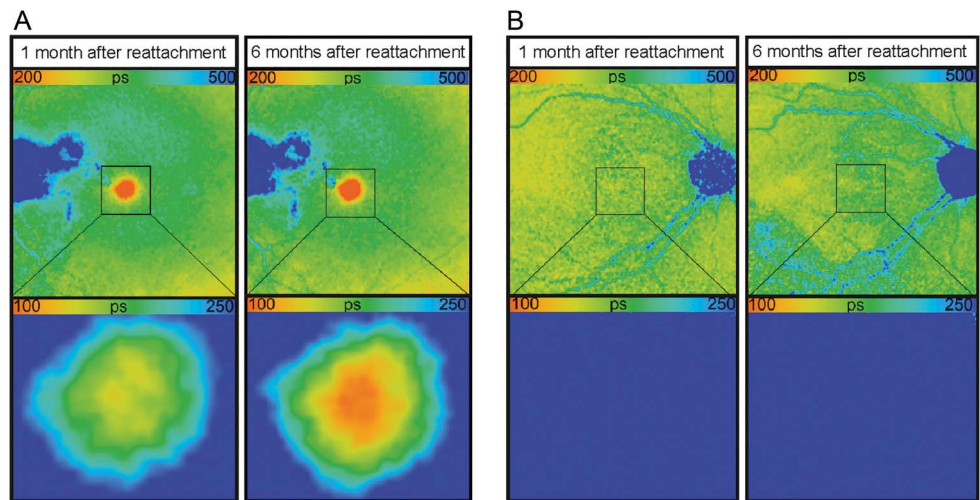 A
1 month after reattachment
200 ps 500
100 ps 250
6 months after reattachment
200 ps 500
100 ps 250
B
1 month after reattachment
200 ps 500
100 ps 250
6 months after reattachment
200 ps 500
100 ps 250